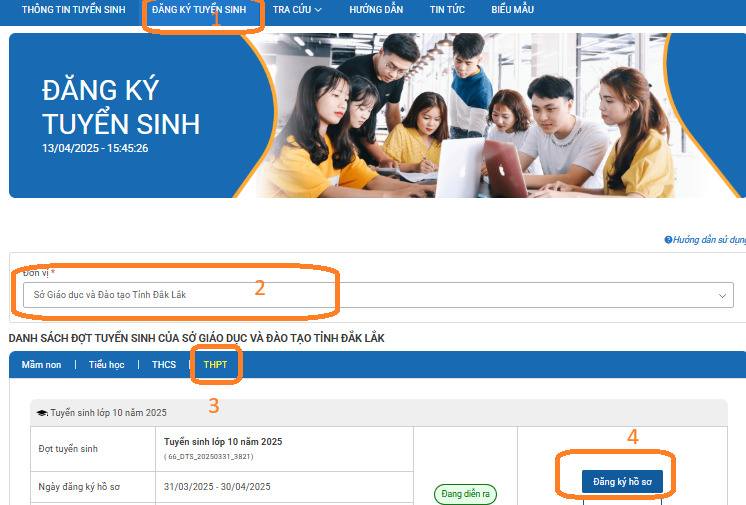 THÔNG TIN TUYỂN SINH ĐĂNG KÝ TUYỂN SINH TRA CỨU HƯỚNG DẪN TIN TỨC BIỂU MẪU
1
ĐĂNG KÝ
TUYỂN SINH
13/04/2025 - 15:45:26
Hướng dẫn sử dụng
Đơn vị *
Sở Giáo dục và Đào tạo Tỉnh Đắk Lắk
2
DANH SÁCH ĐỢT TUYỂN SINH CỦA SỞ GIÁO DỤC VÀ ĐÀO TẠO TỈNH ĐẮK LẮK
Mầm non | Tiểu học | THCS | THPT
3
Tuyển sinh lớp 10 năm 2025
4
Đợt tuyển sinh
Tuyển sinh lớp 10 năm 2025
( 66_DTS_20250331_3821)
Ngày đăng ký hồ sơ
31/03/2025 - 30/04/2025
Đang diễn ra
Đăng ký hồ sơ